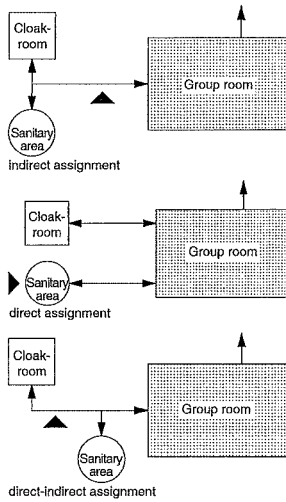 Cloak-
room
Group room
Sanitary
area
indirect assignment
Cloak-
room
Group room
Sanitary
area
direct assignment
Cloak-
room
Group room
Sanitary
area
direct-indirect assignment